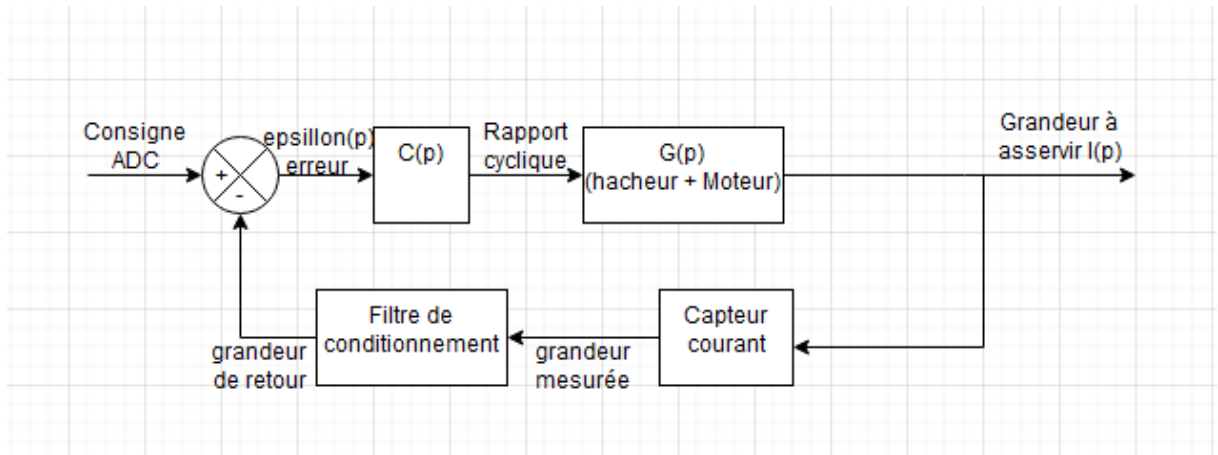 Consigne
ADC
+
-
epsillon(p)
erreur
C(p)
Rapport
cyclique
G(p)
(hacheur + Moteur)
Grandeur à
asservir I(p)
Filtre de
conditionnement
Capteur
courant
grandeur
de retour
grandeur
mesurée